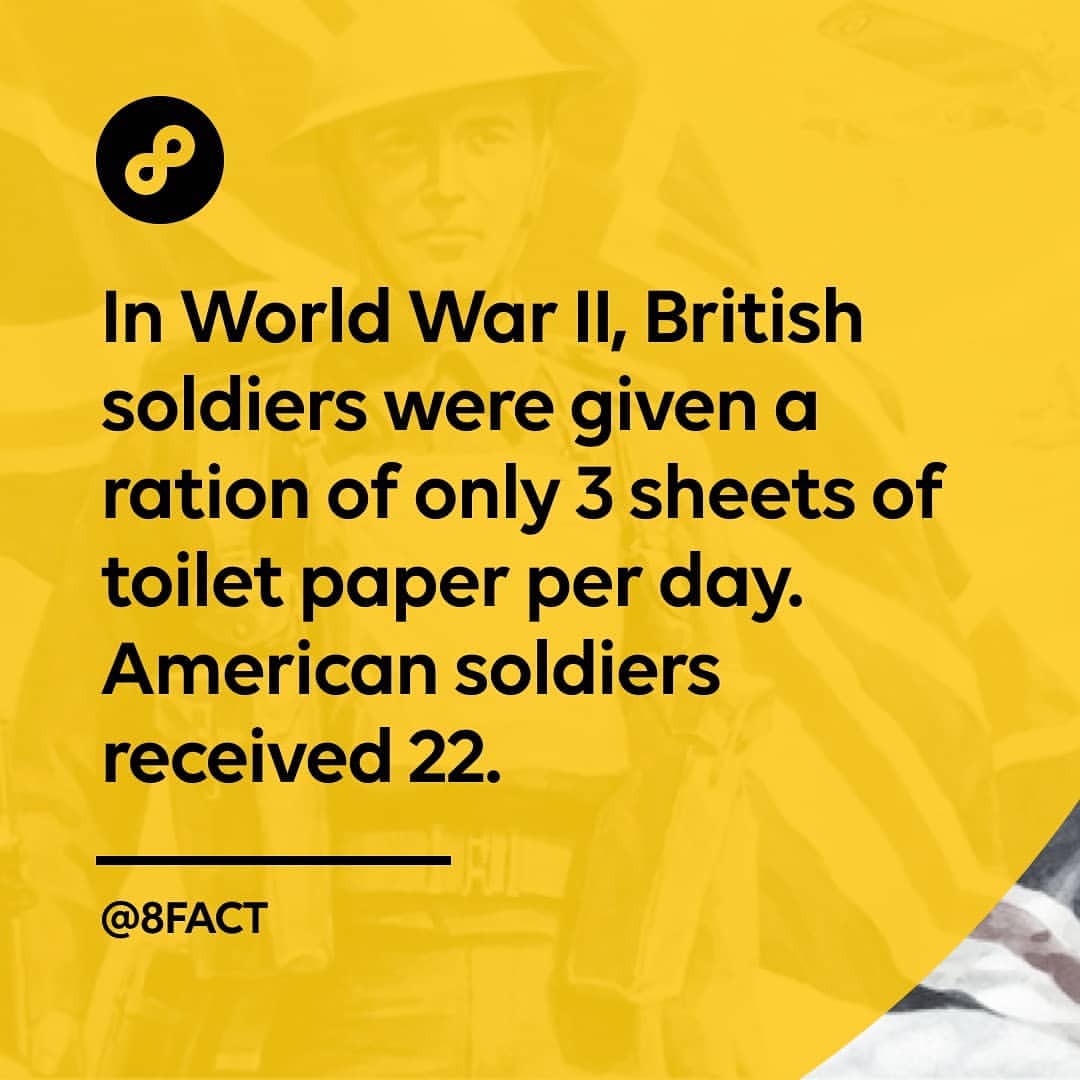 In World War II, British
soldiers were given a
ration of only 3 sheets of
toilet paper per day.
American soldiers
received 22.
@8FACT